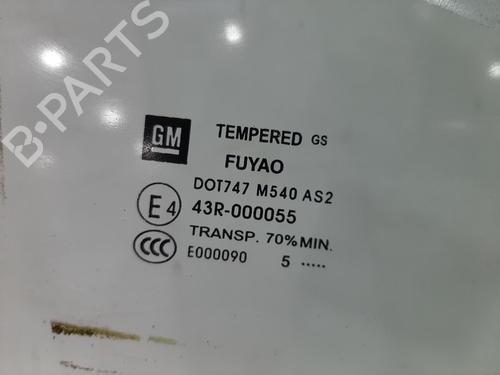 B-PARTS
GM TEMPERED GS
FUYAO
DOT747 M540 AS2
E4 43R-000055
TRANSP. 70% MIN.
CCC E000090 5 .....